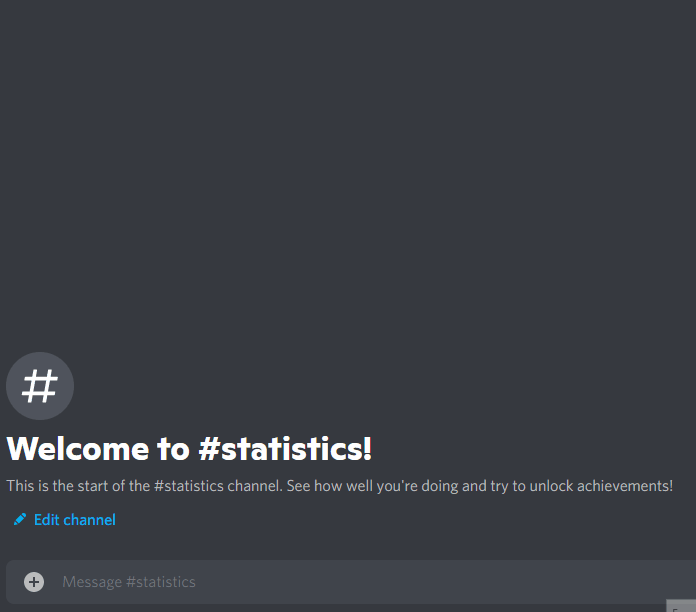 #
Welcome to #statistics!
This is the start of the #statistics channel. See how well you're doing and try to unlock achievements!
Edit channel
Message #statistics